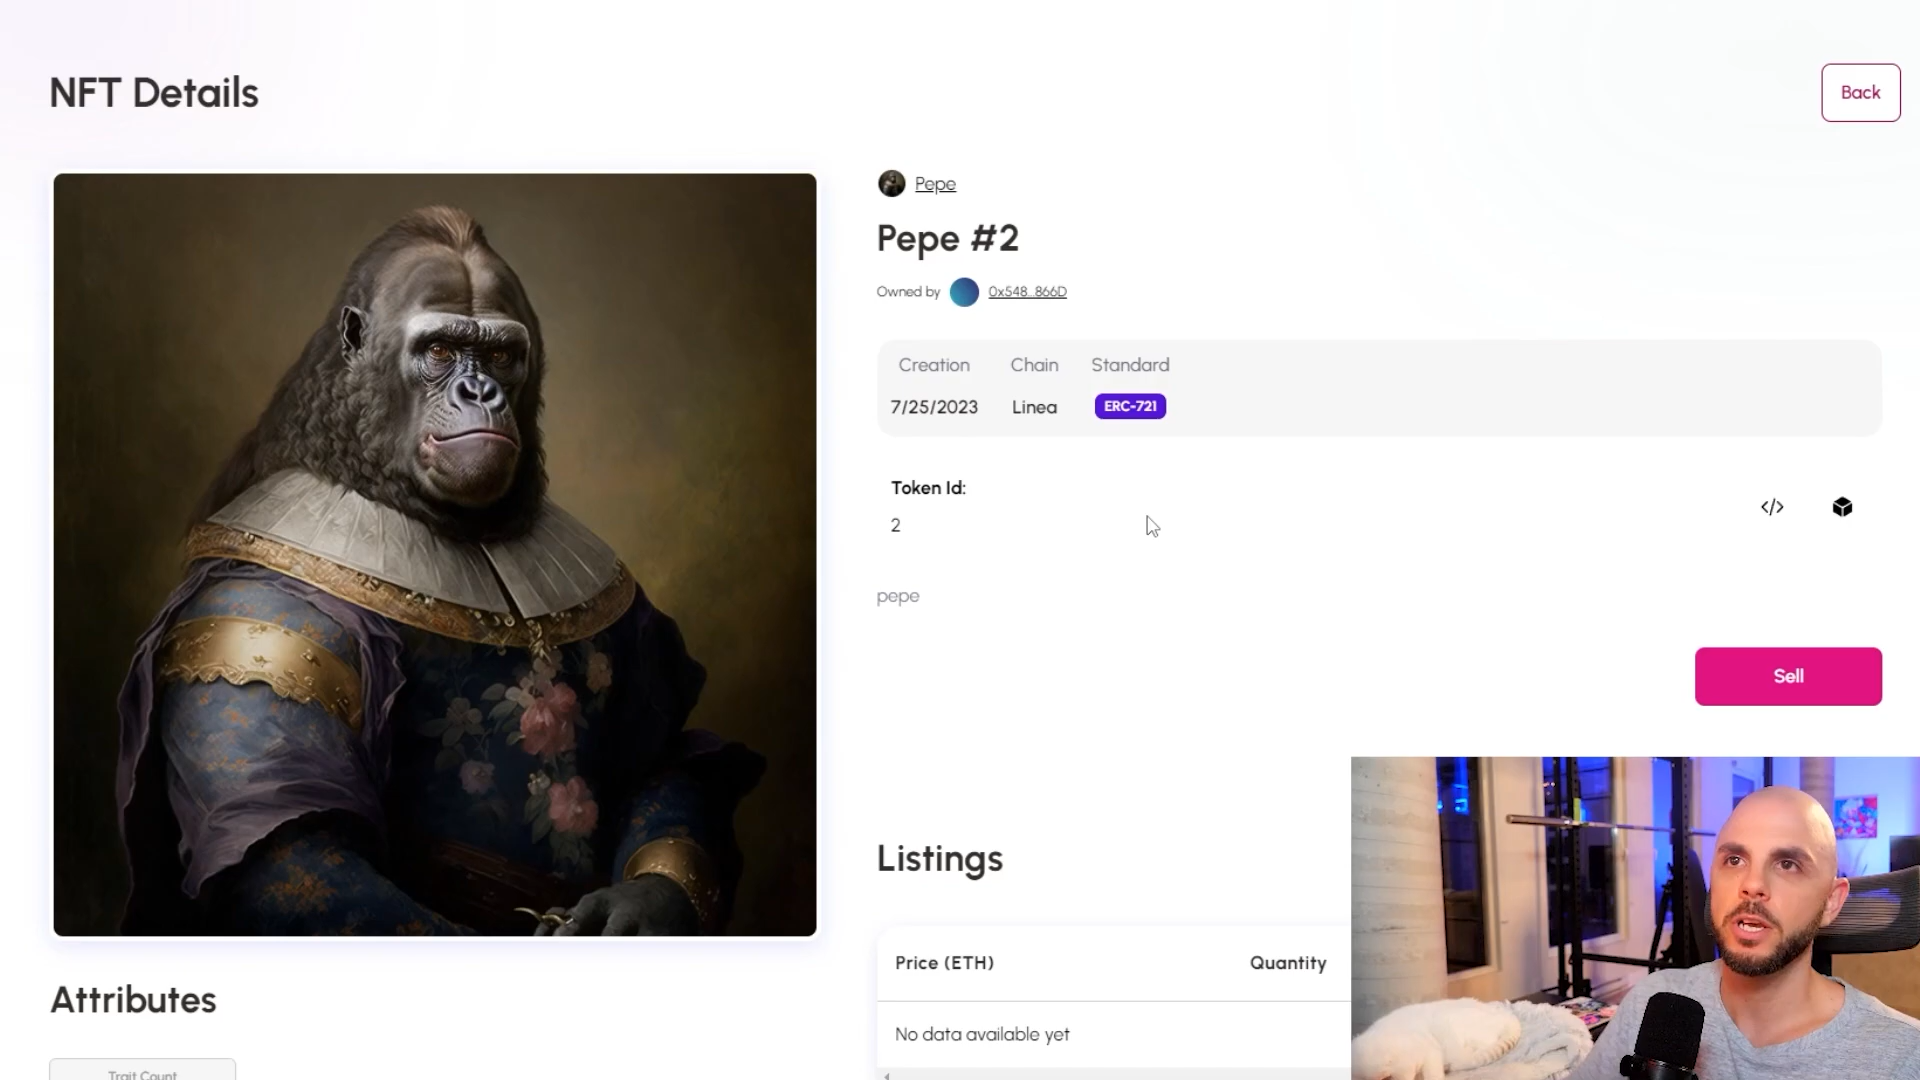 NFT Details
Back
Pepe
Pepe #2
Owned by 0x548...866D
Creation Chain Standard
7/25/2023 Linea ERC-721
Token Id:
2
</>
pepe
Sell
Listings
Price (ETH) Quantity
No data available yet
Attributes
Trait Count